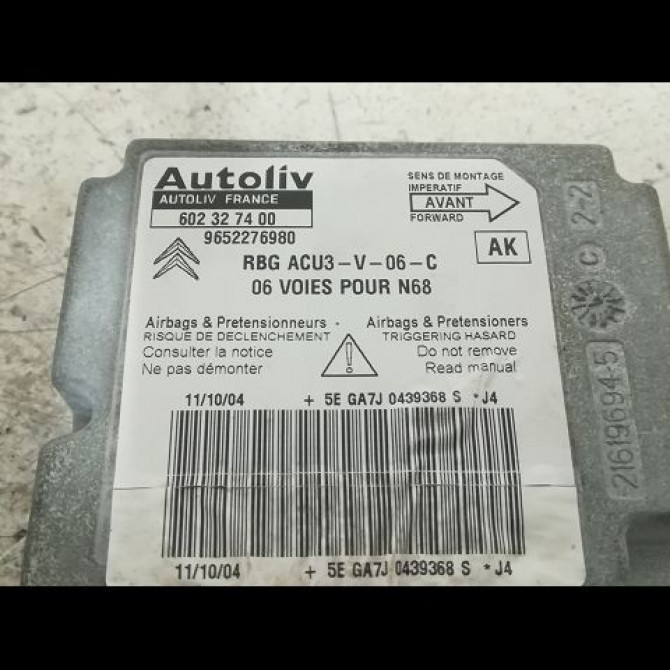 Autoliv
AUTOLIV FRANCE
602 32 74 00
9652276980
SENS DE MONTAGE
IMPERATIF
AVANT
FORWARD
AK
RBG ACU3-V-06-C
06 VOIES POUR N68
Airbags & Pretensionneurs -
RISQUE DE DECLENCHEMENT
Consulter la notice
Ne pas démonter
Airbags & Pretensioners
TRIGGERING HASARD
Do not remove
Read manual
11/10/04 + 5E GA7J 0439368 S *J4
11/10/04 + 5E GA7J 0439368 S *J4
C 2-2
21619694-5